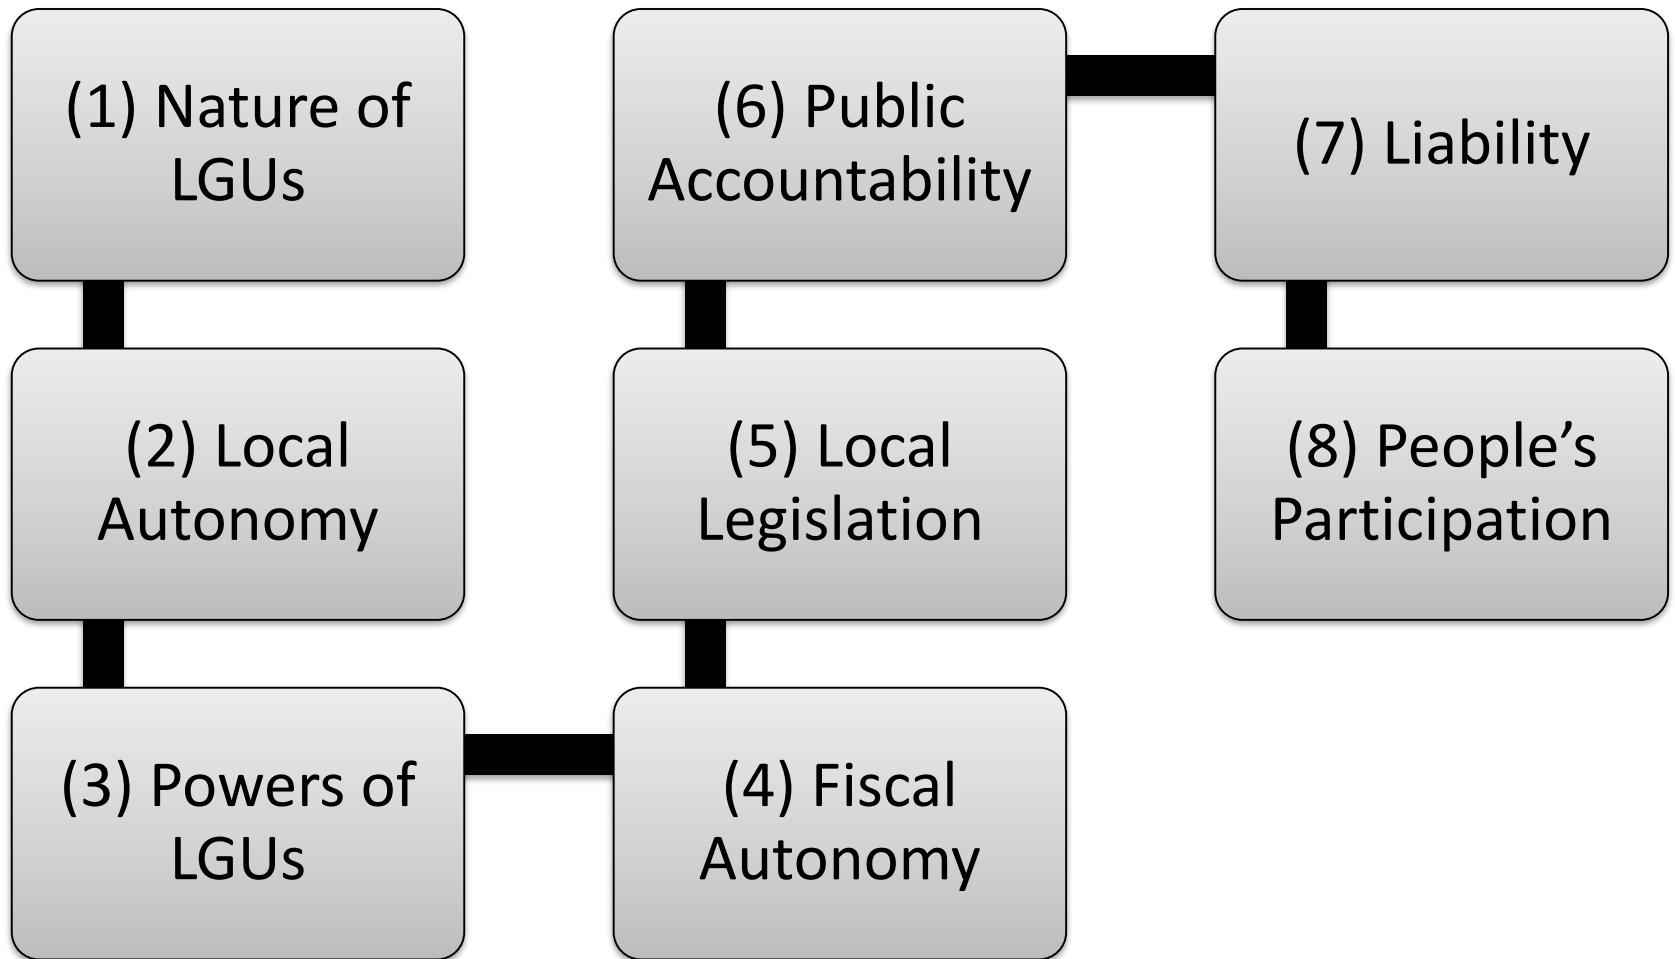 (1) Nature of
LGUs
(2) Local
Autonomy
(3) Powers of
LGUs
(4) Fiscal
Autonomy
(5) Local
Legislation
(6) Public
Accountability
(7) Liability
(8) People’s
Participation